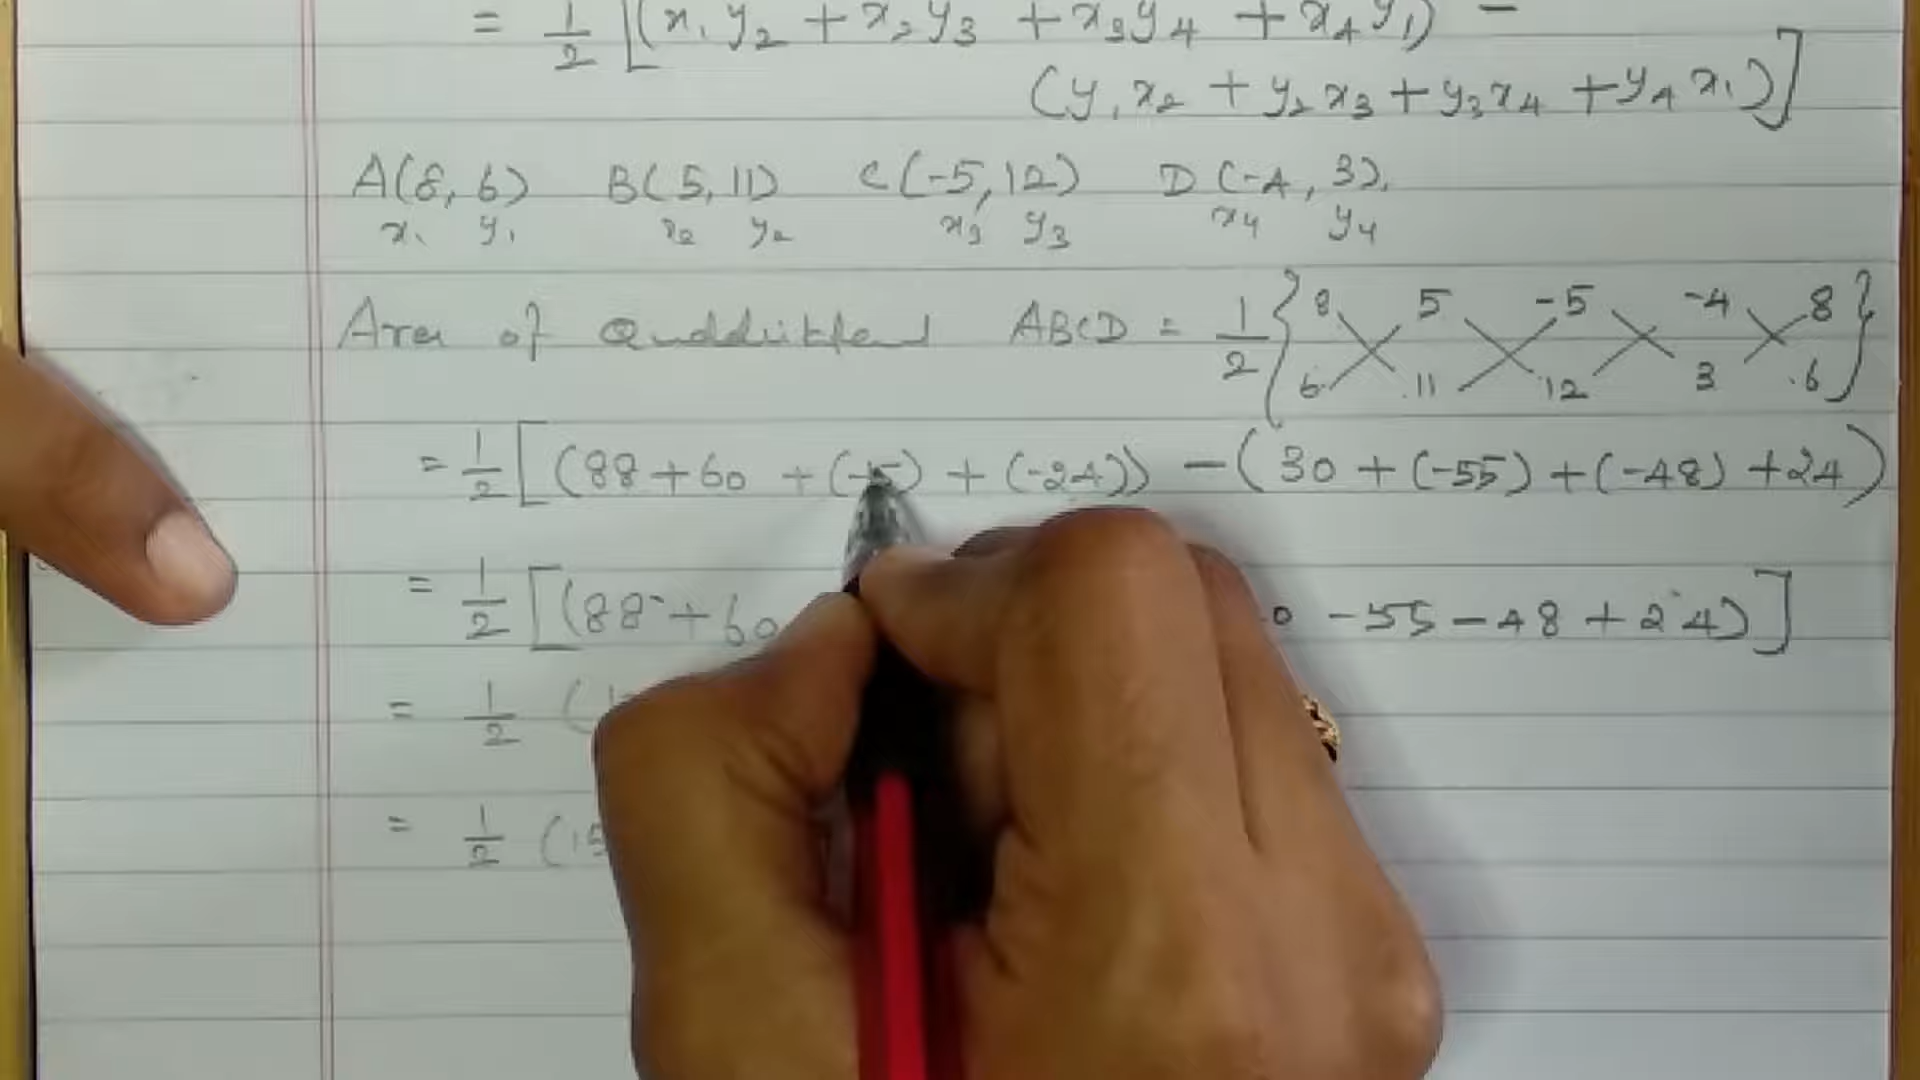 = 1/2 [(x₁y₂ + x₂y₃ + x₃y₄ + x₄y₁) –
(y₁x₂ + y₂x₃ + y₃x₄ + y₄x₁)]
A(8, 6) B(5, 11) C(-5, 12) D(-4, 3).
x₁ y₁ x₂ y₂ x₃ y₃ x₄ y₄
Area of ABCD = 1/2 { 8 5 -5 -4 8 }
6 11 12 3 6
= 1/2 [(88 + 60 + (-15) + (-24)) – (30 + (-55) + (-48) + 24)
= 1/2 [(88 + 60 0 – 55 – 48 + 24)]
= 1/2 (1
= 1/2 (15